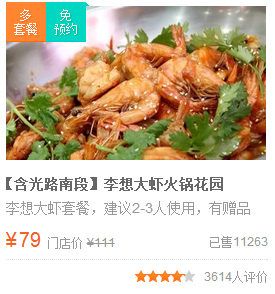 多
套餐
免
预约
【含光路南段】李想大虾火锅花园
李想大虾套餐，建议2-3人使用，有赠品
¥79 门店价 ¥111 已售11263
3614人评价